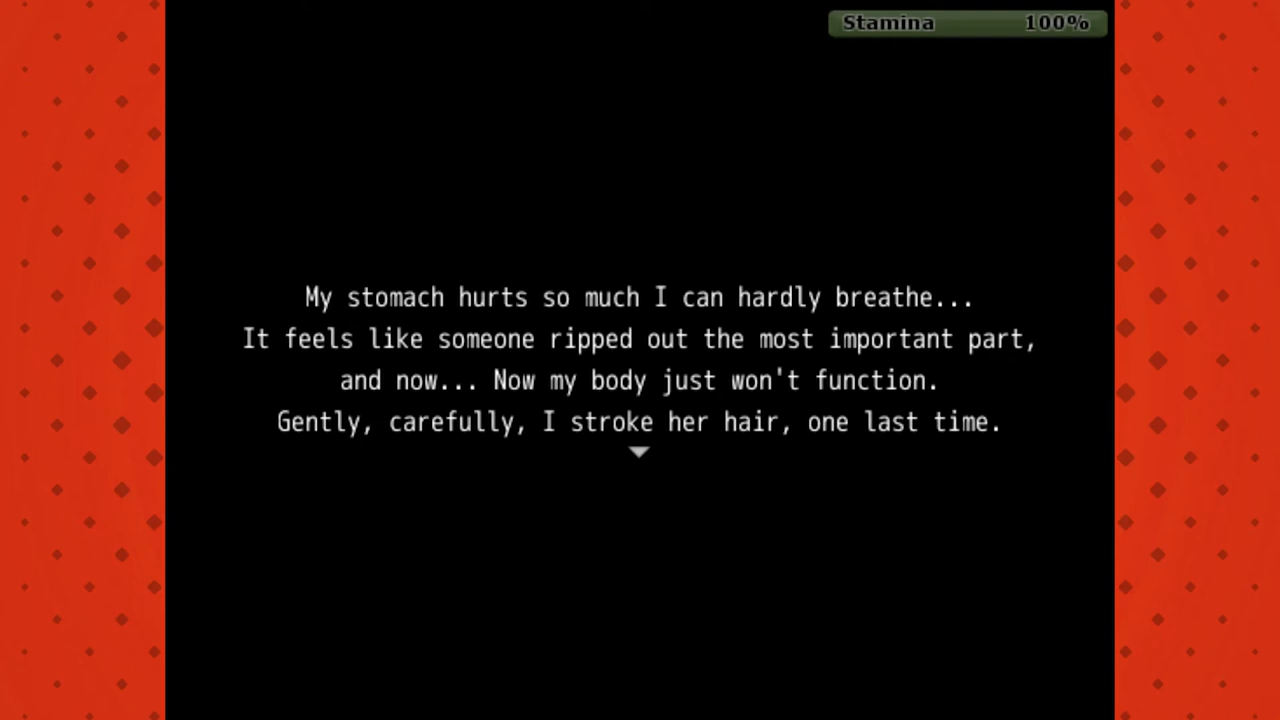 Stamina 100%
My stomach hurts so much I can hardly breathe...
It feels like someone ripped out the most important part,
and now... Now my body just won't function.
Gently, carefully, I stroke her hair, one last time.